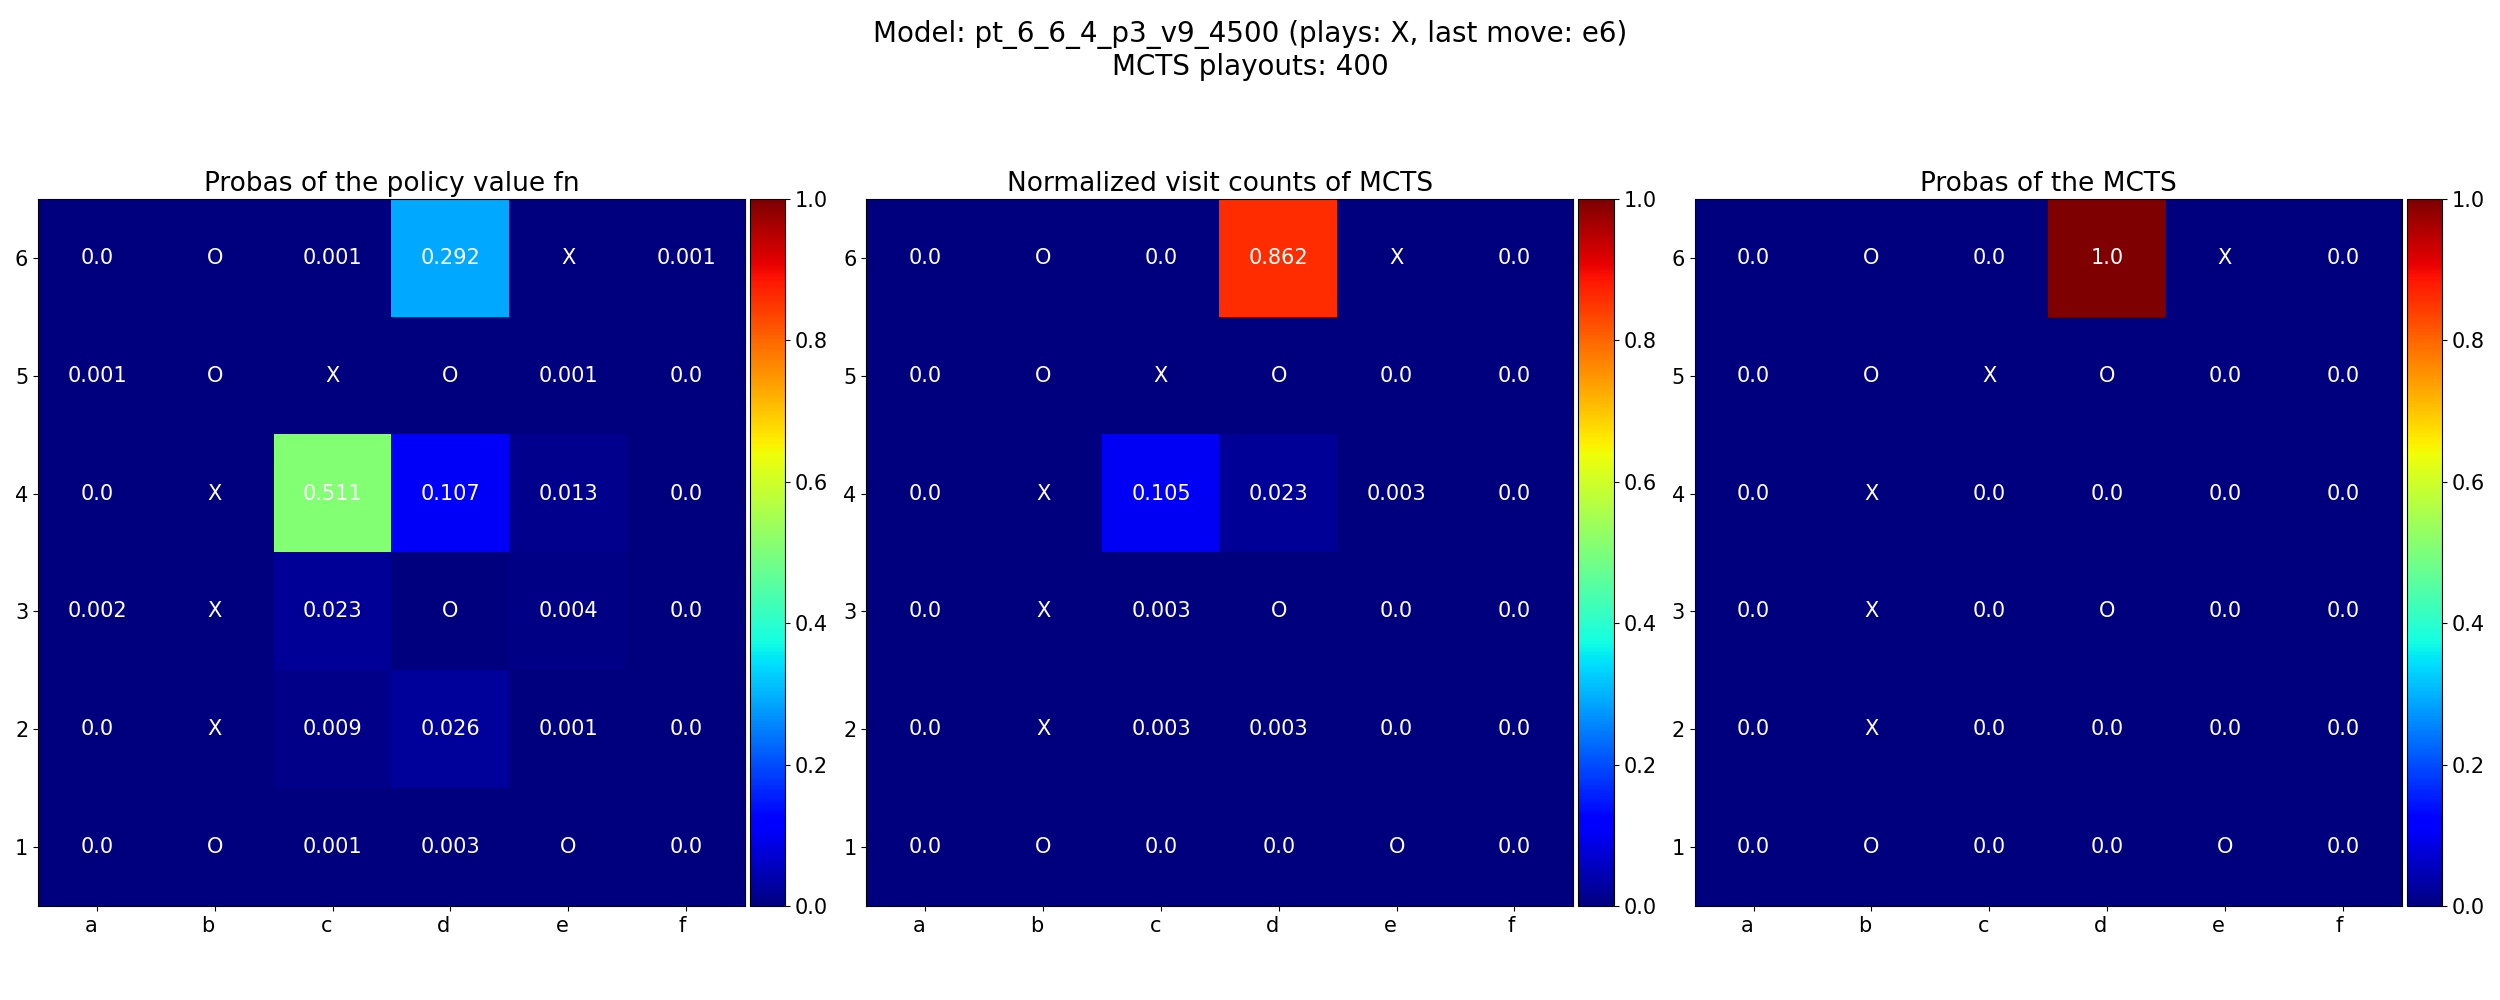 Model: pt_6_6_4_p3_v9_4500 (plays: X, last move: e6)
MCTS playouts: 400
Probas of the policy value fn
6 0.0 O 0.001 0.292 X 0.001
5 0.001 O X O 0.001 0.0
4 0.0 X 0.511 0.107 0.013 0.0
3 0.002 X 0.023 O 0.004 0.0
2 0.0 X 0.009 0.026 0.001 0.0
1 0.0 O 0.001 0.003 O 0.0
a b c d e f
1.0
0.8
0.6
0.4
0.2
0.0
Normalized visit counts of MCTS
6 0.0 O 0.0 0.862 X 0.0
5 0.0 O X O 0.0 0.0
4 0.0 X 0.105 0.023 0.003 0.0
3 0.0 X 0.003 O 0.0 0.0
2 0.0 X 0.003 0.003 0.0 0.0
1 0.0 O 0.0 0.0 O 0.0
a b c d e f
1.0
0.8
0.6
0.4
0.2
0.0
Probas of the MCTS
6 0.0 O 0.0 1.0 X 0.0
5 0.0 O X O 0.0 0.0
4 0.0 X 0.0 0.0 0.0 0.0
3 0.0 X 0.0 O 0.0 0.0
2 0.0 X 0.0 0.0 0.0 0.0
1 0.0 O 0.0 0.0 O 0.0
a b c d e f
1.0
0.8
0.6
0.4
0.2
0.0